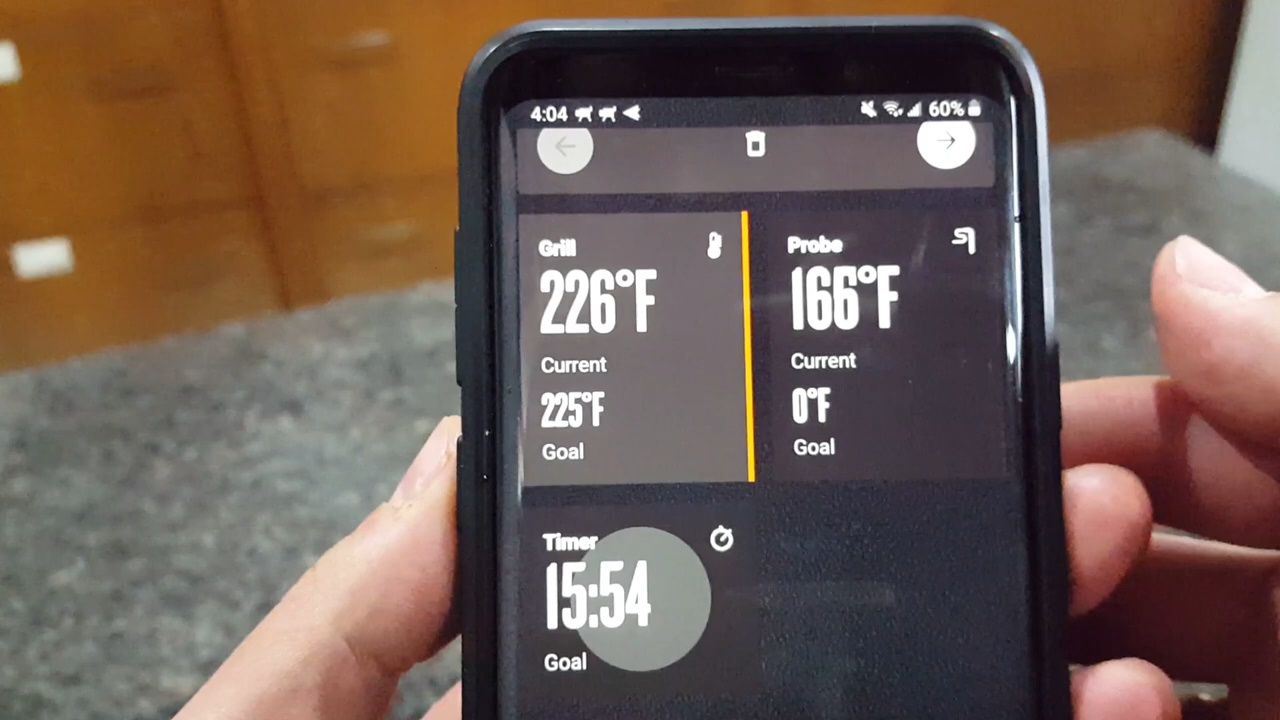 4:04 60%
Grill
226°F
Current
225°F
Goal
Probe
166°F
Current
0°F
Goal
Timer
15:54
Goal